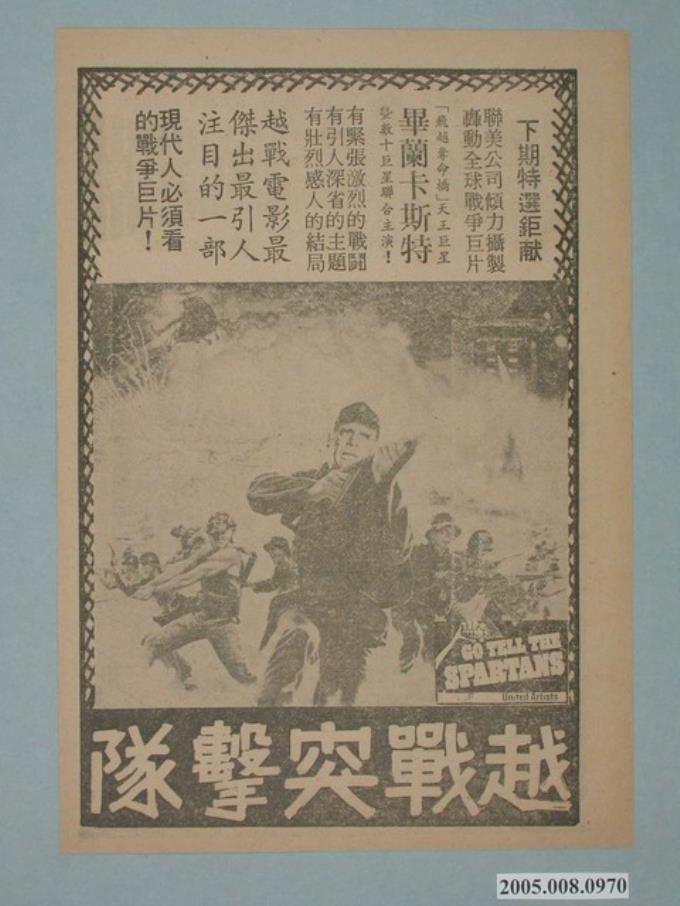 下期特選鉅献
聯美公司傾力攝製
轟動全球戰爭巨片
「飛越奪命橋」天王巨星
畢蘭卡斯特
暨數十巨星聯合主演！
有緊張激烈的戰鬪
有引人深省的主題
有壯烈感人的結局
越戰電影最
傑出最引人
注目的一部
現代人必須看
的戰爭巨片！
GO TELL THE
SPARTANS
United Artists
越戰突擊隊
2005.008.0970